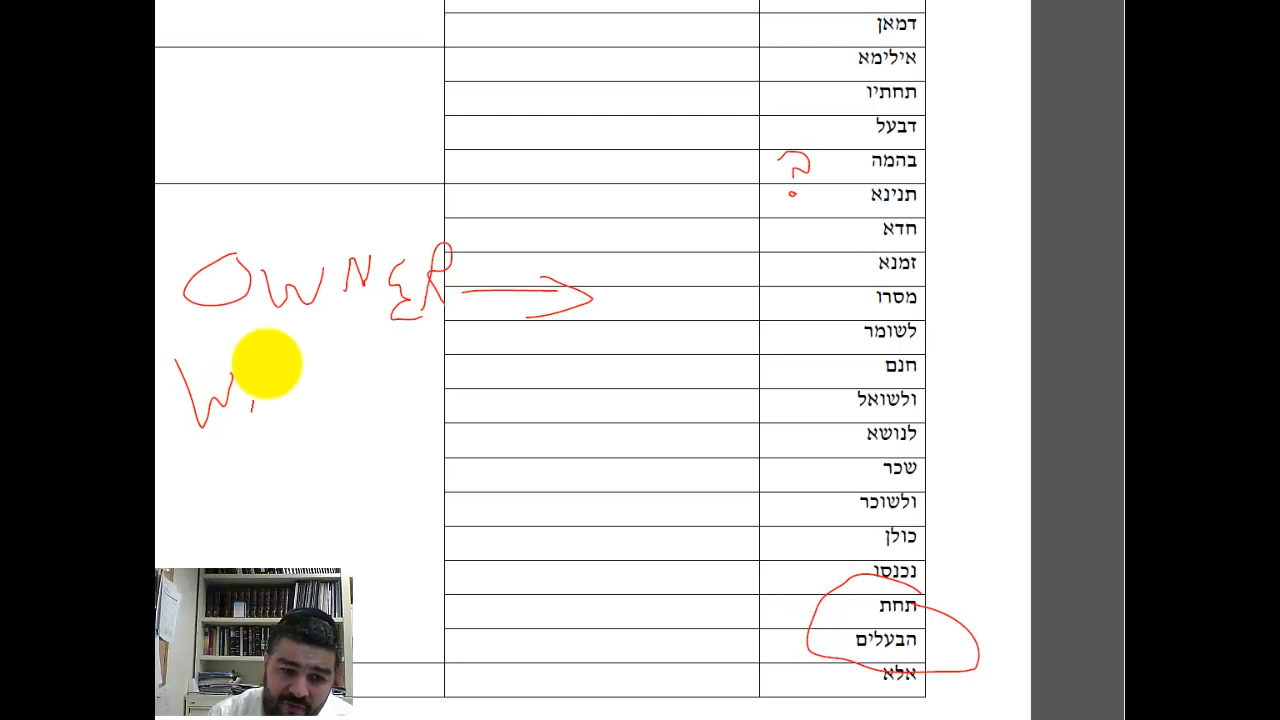 דמאן
אילימא
תחתיו
דבעל
בהמה ?
תנינא
חדא
זמנא
OWNER
מסרו
לשומר
חנם
W
ולשואל
לנושא
שכר
ולשוכר
כולן
נכנסו
תחת
הבעלים
אלא